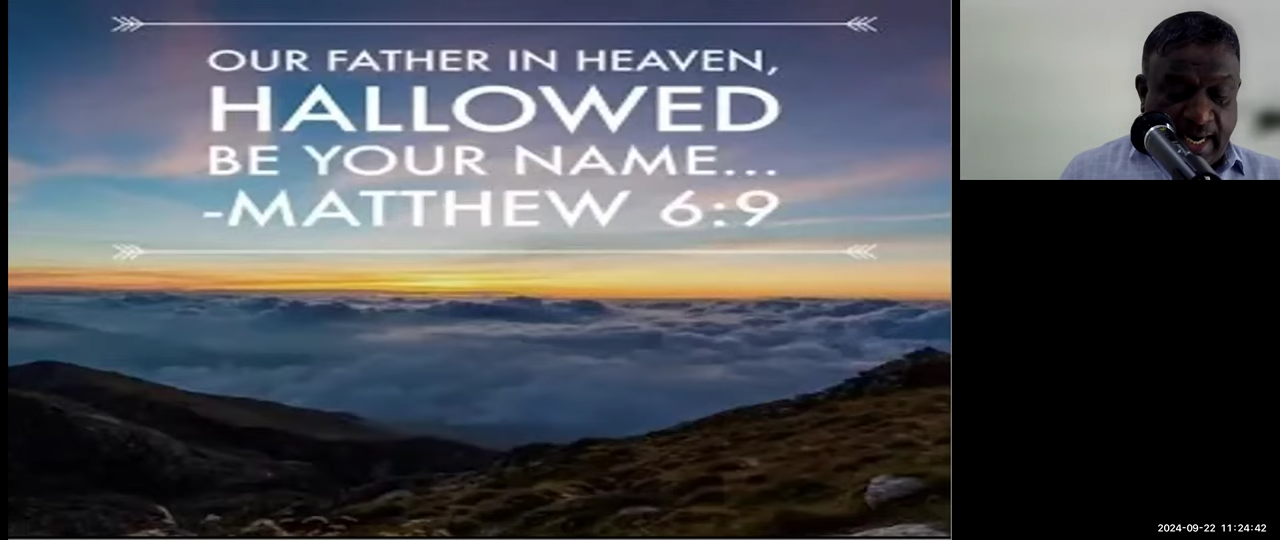 OUR FATHER IN HEAVEN,
HALLOWED
BE YOUR NAME...
-MATTHEW 6:9
2024-09-22 11:24:42